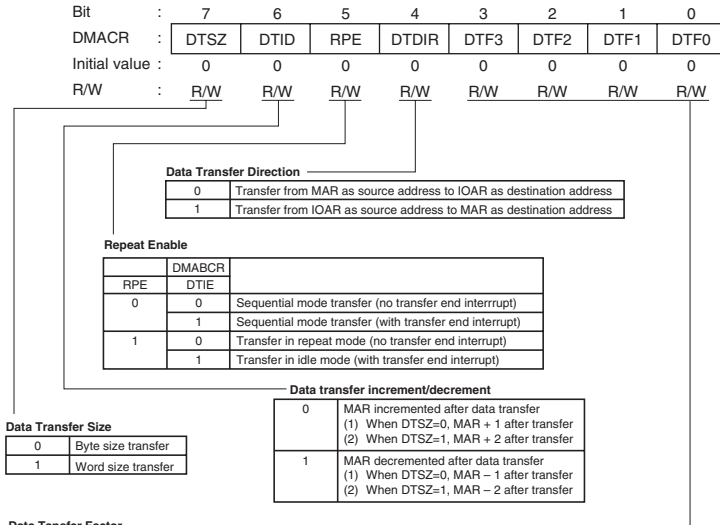 Bit : 7 6 5 4 3 2 1 0
DMACR : DTSZ DTID RPE DTDIR DTF3 DTF2 DTF1 DTF0
Initial value : 0 0 0 0 0 0 0 0
R/W : R/W R/W R/W R/W R/W R/W R/W R/W
Data Transfer Direction
0 Transfer from MAR as source address to IOAR as destination address
1 Transfer from IOAR as source address to MAR as destination address
Repeat Enable
DMABCR
RPE DTIE
0 0 Sequential mode transfer (no transfer end interrrupt)
1 Sequential mode transfer (with transfer end interrupt)
1 0 Transfer in repeat mode (no transfer end interrupt)
1 Transfer in idle mode (with transfer end interrupt)
Data transfer increment/decrement
0 MAR incremented after data transfer
(1) When DTSZ=0, MAR + 1 after transfer
(2) When DTSZ=1, MAR + 2 after transfer
1 MAR decremented after data transfer
(1) When DTSZ=0, MAR – 1 after transfer
(2) When DTSZ=1, MAR – 2 after transfer
Data Transfer Size
0 Byte size transfer
1 Word size transfer